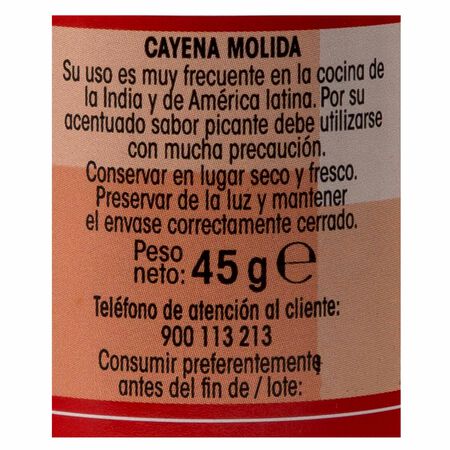 CAYENA MOLIDA
Su uso es muy frecuente en la cocina de
la India y de América latina. Por su
acentuado sabor picante debe utilizarse
con mucha precaución.
Conservar en lugar seco y fresco.
Preservar de la luz y mantener
el envase correctamente cerrado.
Peso
neto: 45 g ℮
Teléfono de atención al cliente:
900 113 213
Consumir preferentemente
antes del fin de / lote: